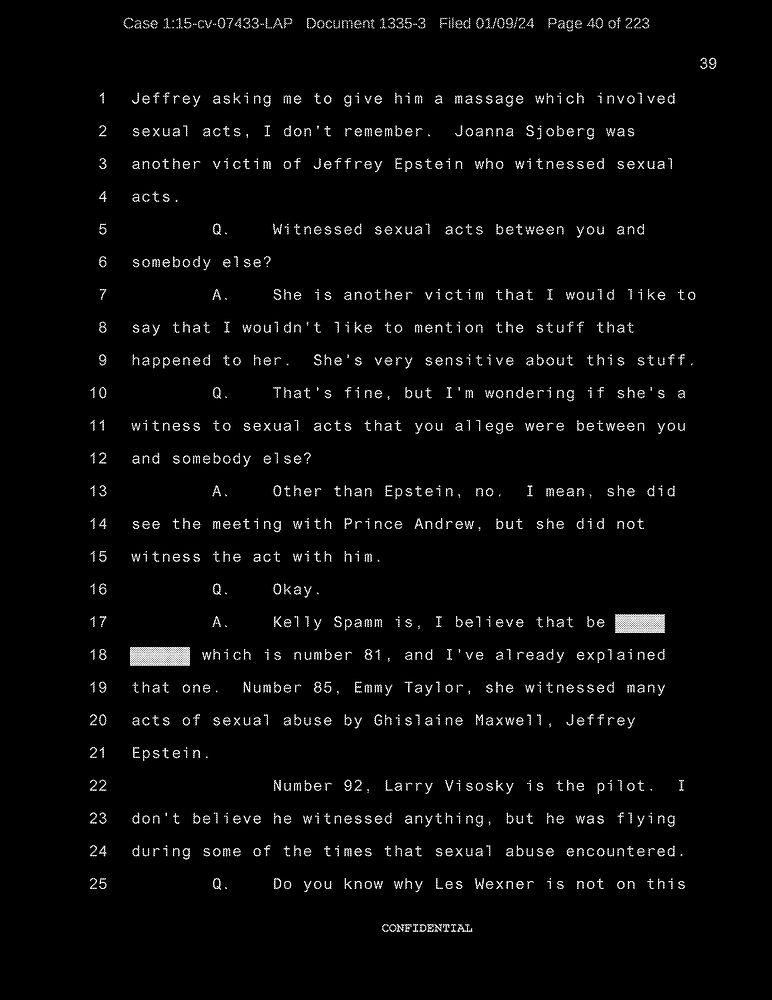 Case 1:15-cv-07433-LAP Document 1335-3 Filed 01/09/24 Page 40 of 223
39
1 Jeffrey asking me to give him a massage which involved
2 sexual acts, I don't remember. Joanna Sjoberg was
3 another victim of Jeffrey Epstein who witnessed sexual
4 acts.
5 Q. Witnessed sexual acts between you and
6 somebody else?
7 A. She is another victim that I would like to
8 say that I wouldn't like to mention the stuff that
9 happened to her. She's very sensitive about this stuff.
10 Q. That's fine, but I'm wondering if she's a
11 witness to sexual acts that you allege were between you
12 and somebody else?
13 A. Other than Epstein, no. I mean, she did
14 see the meeting with Prince Andrew, but she did not
15 witness the act with him.
16 Q. Okay.
17 A. Kelly Spamm is, I believe that be
18 which is number 81, and I've already explained
19 that one. Number 85, Emmy Taylor, she witnessed many
20 acts of sexual abuse by Ghislaine Maxwell, Jeffrey
21 Epstein.
22 Number 92, Larry Visosky is the pilot. I
23 don't believe he witnessed anything, but he was flying
24 during some of the times that sexual abuse encountered.
25 Q. Do you know why Les Wexner is not on this
CONFIDENTIAL